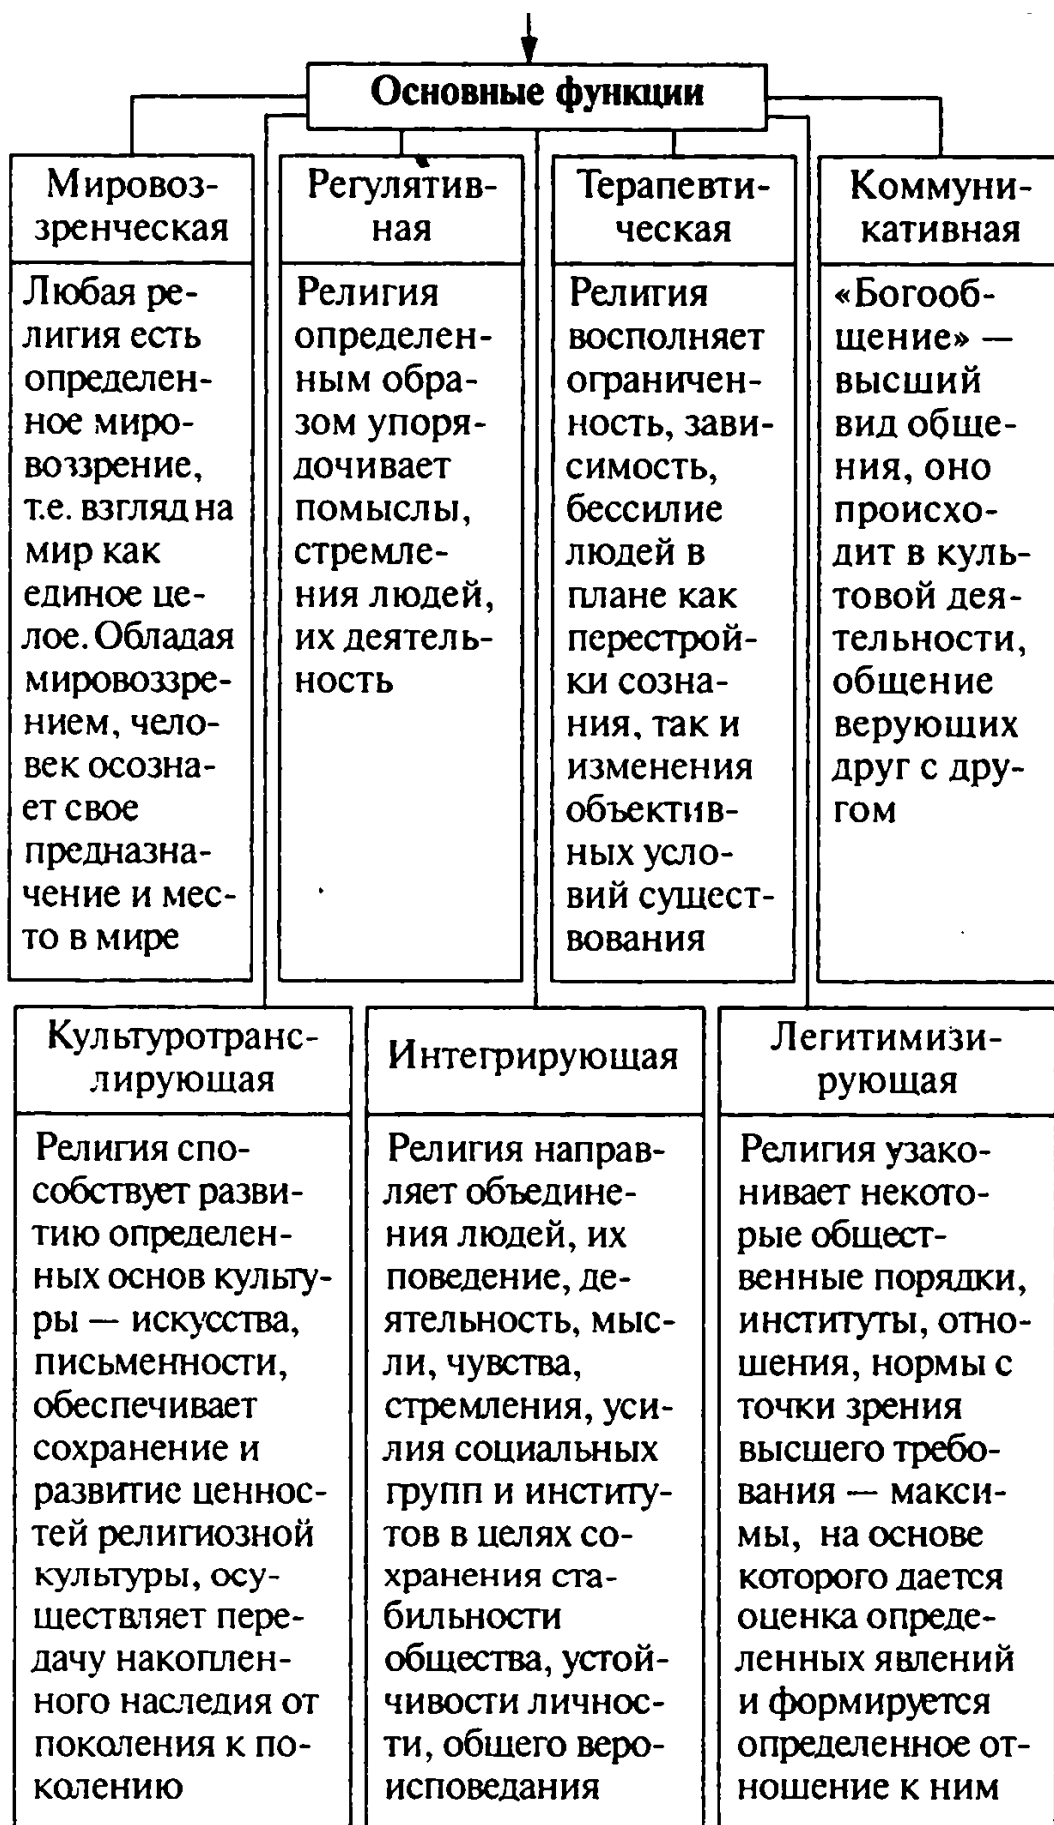 Основные функции
Мировоз-
зренческая
Любая ре-
лигия есть
определен-
ное миро-
воззрение,
т.е. взгляд на
мир как
единое це-
лое. Обладая
мировоззре-
нием, чело-
век осозна-
ет свое
предназна-
чение и мес-
то в мире
Регулятив-
ная
Религия
определен-
ным обра-
зом упоря-
дочивает
помыслы,
стремле-
ния людей,
их деятель-
ность
Терапевти-
ческая
Религия
восполняет
ограничен-
ность, зави-
симость,
бессилие
людей в
плане как
перестрой-
ки созна-
ния, так и
изменения
объектив-
ных усло-
вий сущест-
вования
Коммуни-
кативная
«Богооб-
щение» —
высший
вид обще-
ния, оно
происхо-
дит в куль-
товой дея-
тельности,
общение
верующих
друг с дру-
гом
Культуротранс-
лирующая
Религия спо-
собствует разви-
тию определен-
ных основ культу-
ры — искусства,
письменности,
обеспечивает
сохранение и
развитие ценнос-
тей религиозной
культуры, осу-
ществляет пере-
дачу накоплен-
ного наследия от
поколения к по-
колению
Интегрирующая
Религия направ-
ляет объедине-
ния людей, их
поведение, де-
ятельность, мыс-
ли, чувства,
стремления, уси-
лия социальных
групп и институ-
тов в целях со-
хранения ста-
бильности
общества, устой-
чивости личнос-
ти, общего веро-
исповедания
Легитимизи-
рующая
Религия узако-
нивает некото-
рые общест-
венные порядки,
институты, отно-
шения, нормы с
точки зрения
высшего требо-
вания — макси-
мы, на основе
которого дается
оценка опреде-
ленных явлений
и формируется
определенное от-
ношение к ним